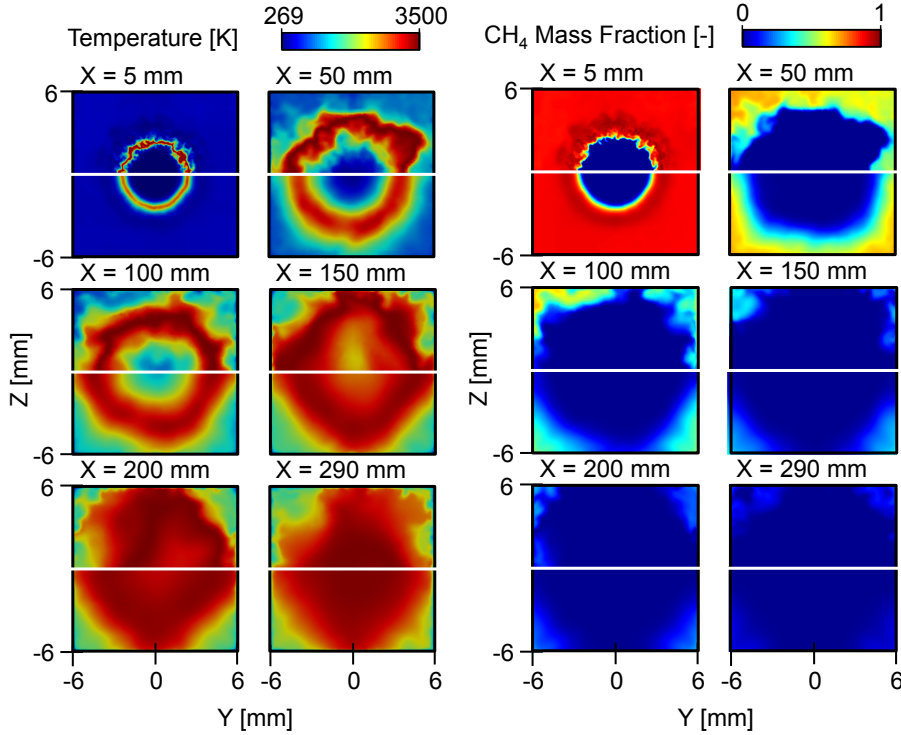 269 3500
Temperature [K]
X = 5 mm X = 50 mm
6
-6
X = 100 mm X = 150 mm
6
Z [mm]
-6
X = 200 mm X = 290 mm
6
-6
-6 0 6 -6 0 6
Y [mm]
0 1
CH₄ Mass Fraction [-]
X = 5 mm X = 50 mm
6
-6
X = 100 mm X = 150 mm
6
Z [mm]
-6
X = 200 mm X = 290 mm
6
-6
-6 0 6 -6 0 6
Y [mm]